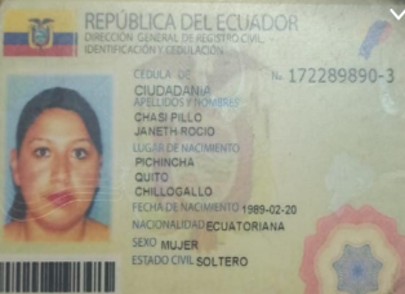 REPÚBLICA DEL ECUADOR
DIRECCIÓN GENERAL DE REGISTRO CIVIL,
IDENTIFICACIÓN Y CEDULACIÓN
CÉDULA DE No. 172289890-3
CIUDADANÍA
APELLIDOS Y NOMBRES
CHASI PILLO
JANETH ROCIO
LUGAR DE NACIMIENTO
PICHINCHA
QUITO
CHILLOGALLO
FECHA DE NACIMIENTO 1989-02-20
NACIONALIDAD ECUATORIANA
SEXO MUJER
ESTADO CIVIL SOLTERO